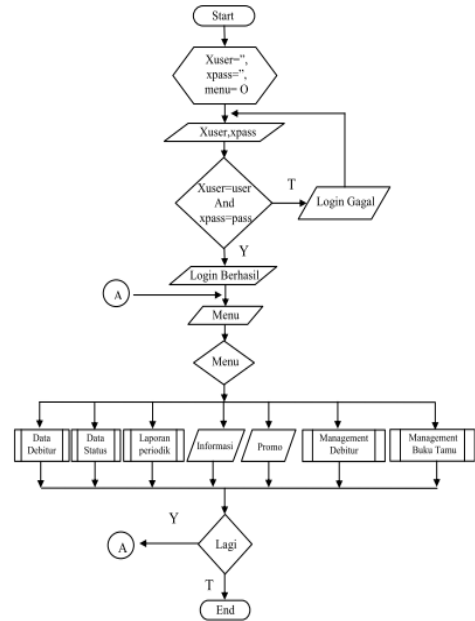 Start
Xuser=”,
xpass=”,
menu= O
Xuser,xpass
Xuser=user
And
xpass=pass
T
Login Gagal
Y
Login Berhasil
A
Menu
Menu
Data
Debitur
Data
Status
Laporan
periodik
Informasi
Promo
Management
Debitur
Management
Buku Tamu
Y
A
Lagi
T
End